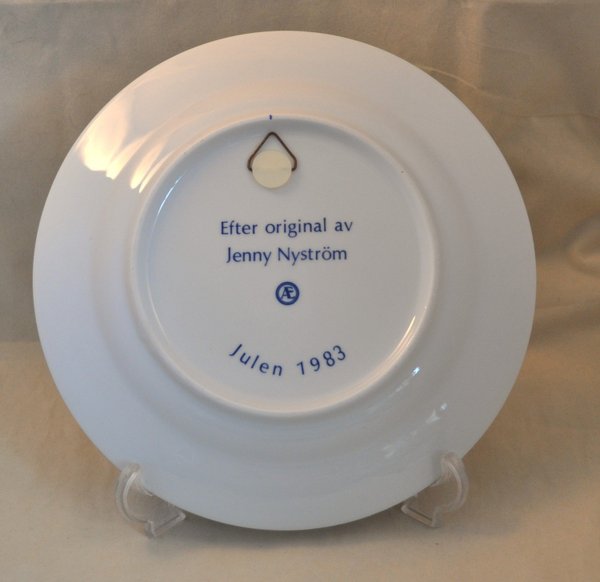 Efter original av
Jenny Nyström
Æ
Julen 1983